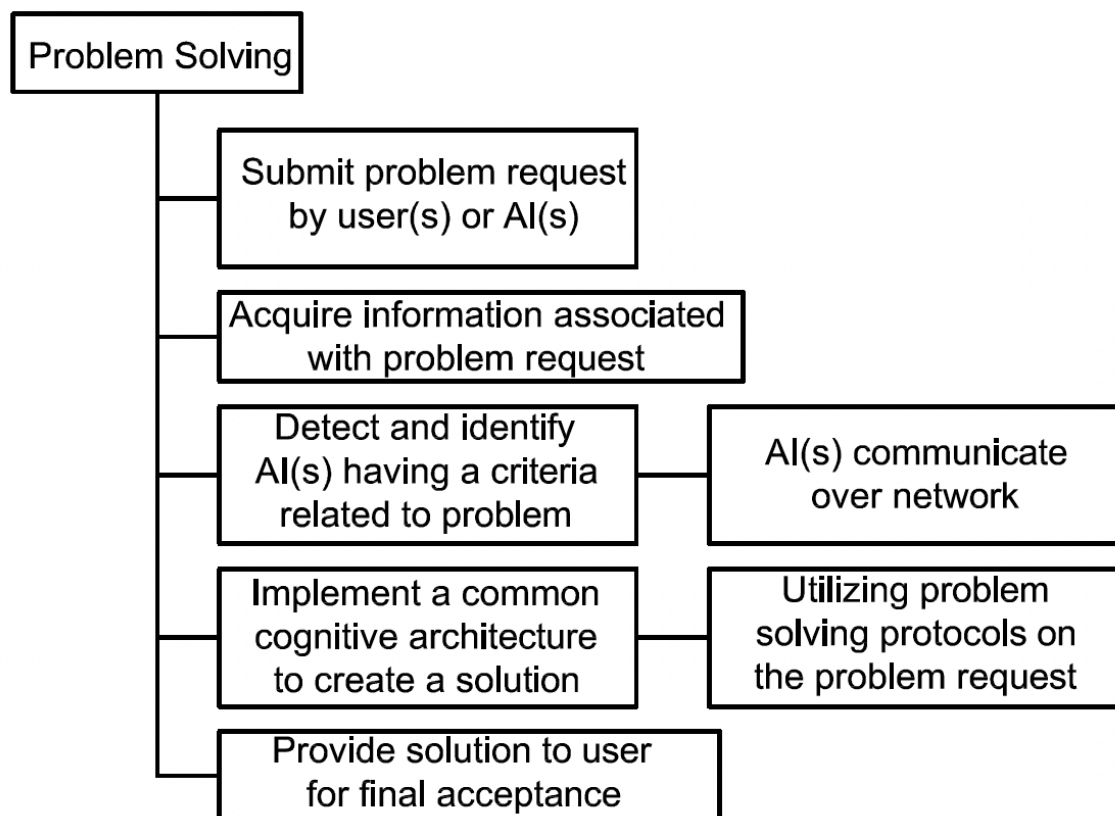 Problem Solving
Submit problem request
by user(s) or AI(s)
Acquire information associated
with problem request
Detect and identify
AI(s) having a criteria
related to problem
AI(s) communicate
over network
Implement a common
cognitive architecture
to create a solution
Utilizing problem
solving protocols on
the problem request
Provide solution to user
for final acceptance